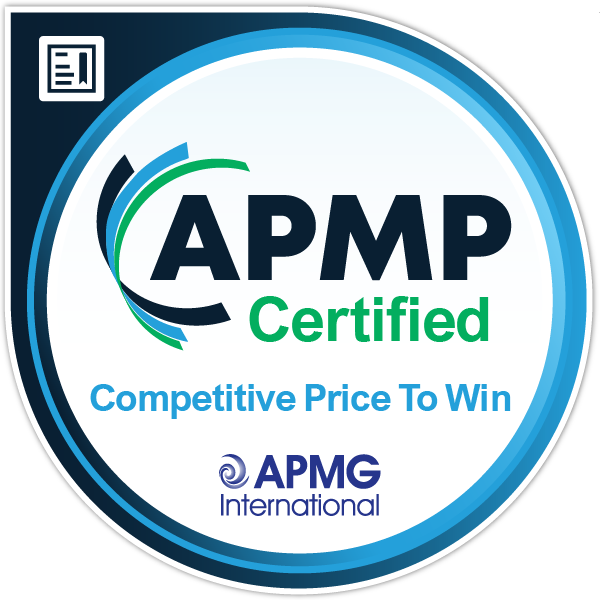 APMP
Certified
Competitive Price To Win
APMG
International